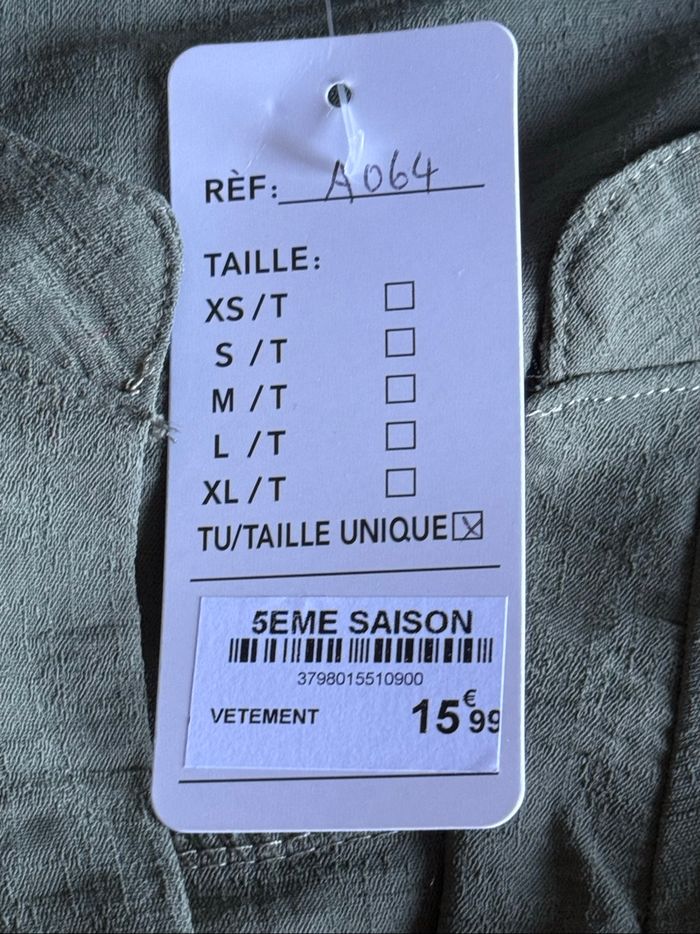 RÈF: A064
TAILLE:
XS/T
S/T
M/T
L/T
XL/T
TU/TAILLE UNIQUE
5EME SAISON
3798015510900
VETEMENT 15€99